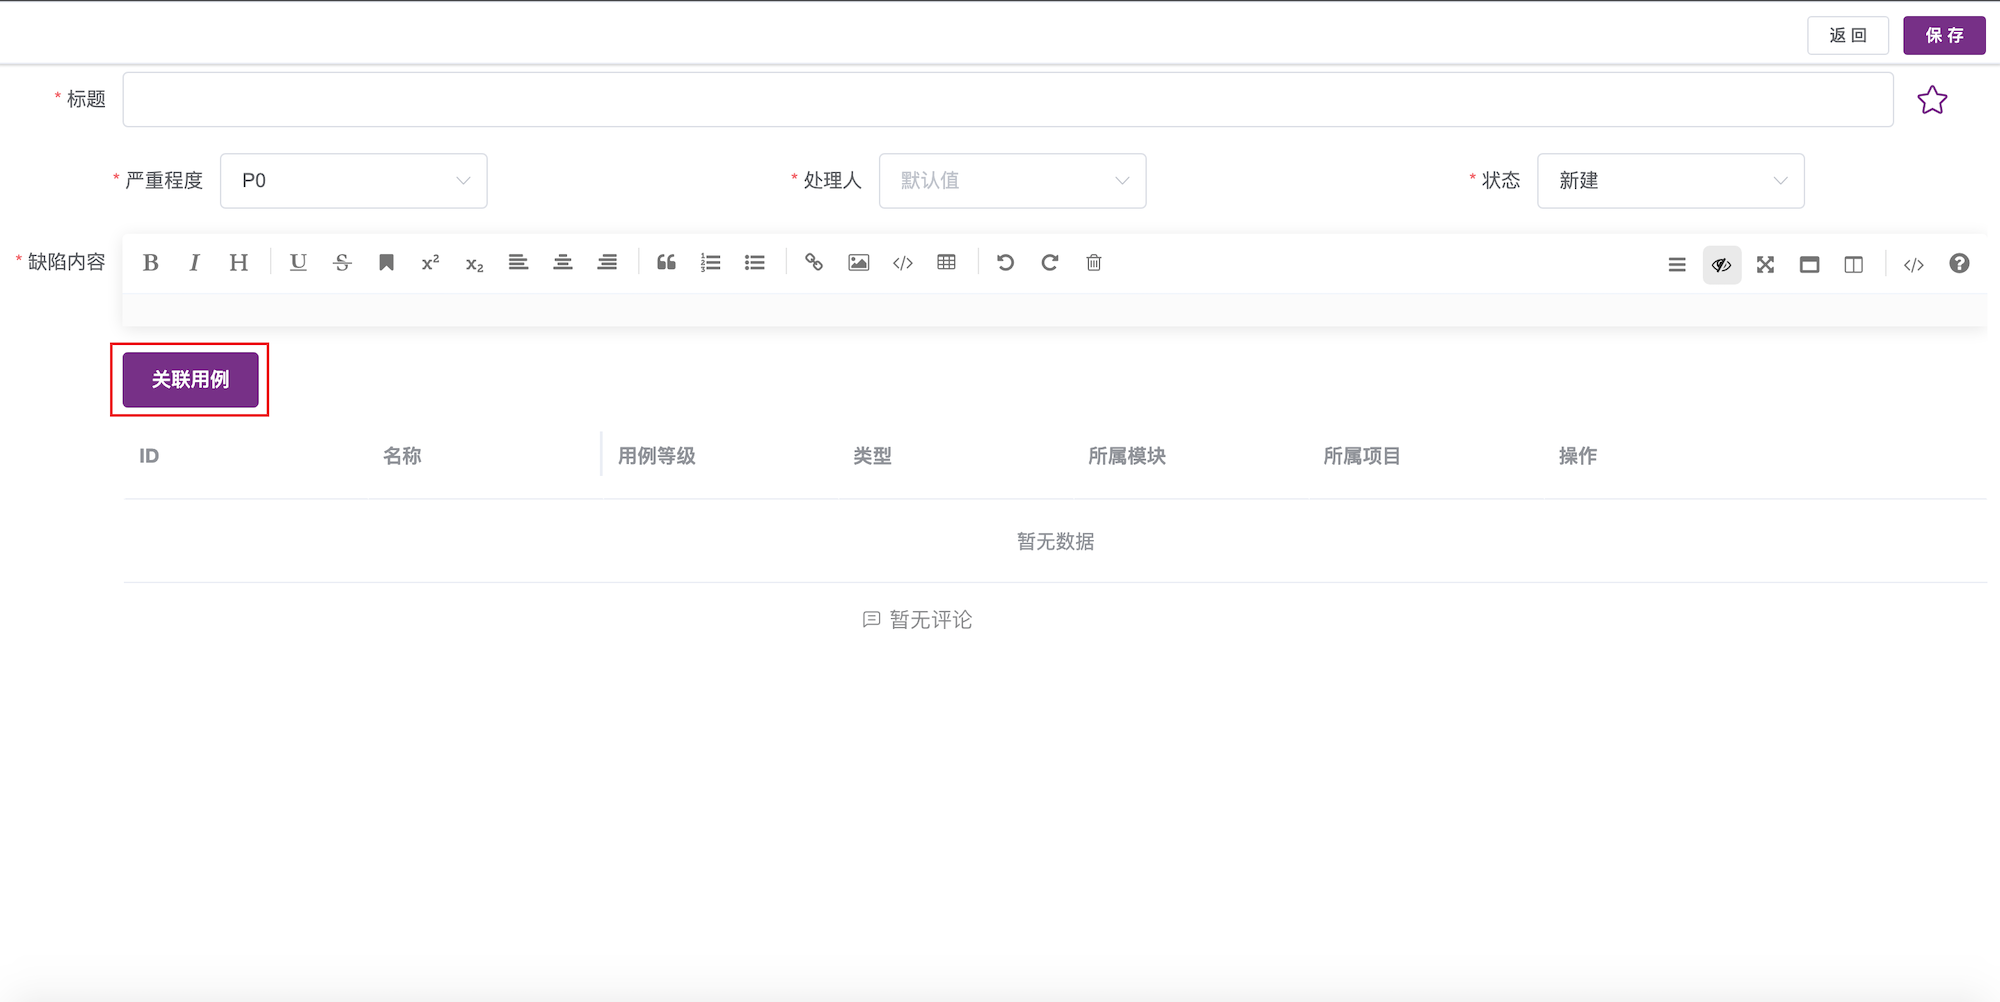 返 回 保 存
* 标题
* 严重程度 P0 * 处理人 默认值 * 状态 新建
* 缺陷内容
关联用例
ID 名称 用例等级 类型 所属模块 所属项目 操作
暂无数据
暂无评论